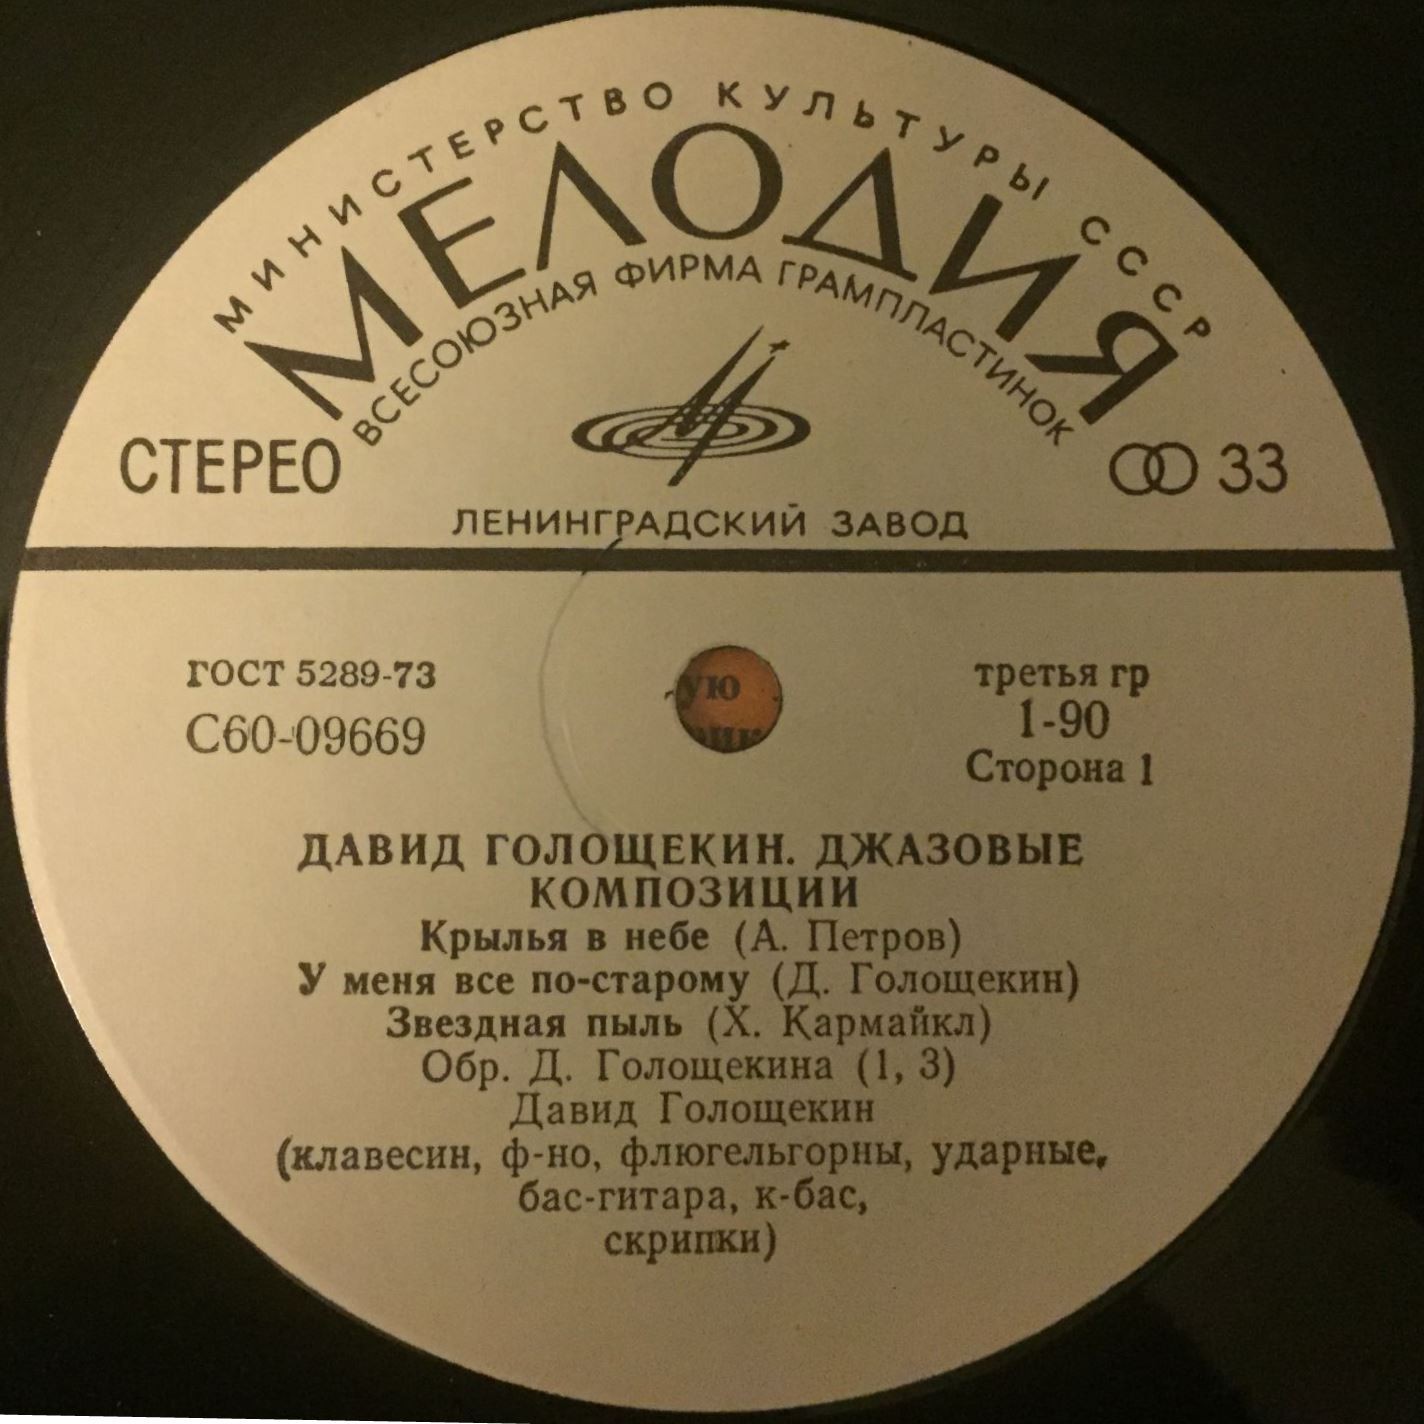 МИНИСТЕРСТВО КУЛЬТУРЫ СССР
МЕЛОДИЯ
ВСЕСОЮЗНАЯ ФИРМА ГРАМПЛАСТИНОК
СТЕРЕО
33
ЛЕНИНГРАДСКИЙ ЗАВОД
ГОСТ 5289-73
С60-09669
третья гр
1-90
Сторона 1
ДАВИД ГОЛОЩЕКИН. ДЖАЗОВЫЕ
КОМПОЗИЦИИ
Крылья в небе (А. Петров)
У меня все по-старому (Д. Голощекин)
Звездная пыль (Х. Кармайкл)
Обр. Д. Голощекина (1, 3)
Давид Голощекин
(клавесин, ф-но, флюгельгорны, ударные,
бас-гитара, к-бас,
скрипки)